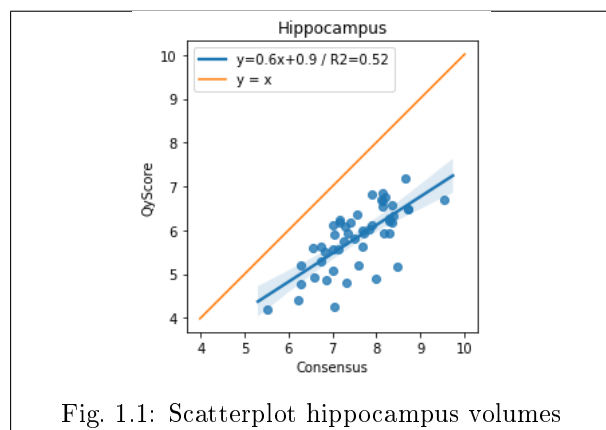 Hippocampus
y=0.6x+0.9 / R2=0.52
y = x
QyScore
10
9
8
7
6
5
4
4 5 6 7 8 9 10
Consensus
Fig. 1.1: Scatterplot hippocampus volumes